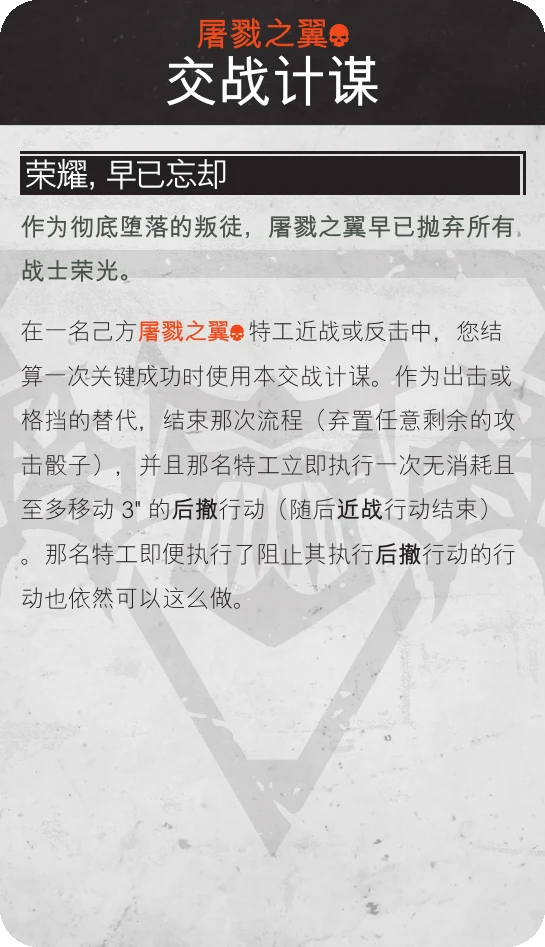 屠戮之翼
交战计谋
荣耀, 早已忘却
作为彻底堕落的叛徒，屠戮之翼早已抛弃所有
战士荣光。
在一名己方屠戮之翼特工近战或反击中，您结
算一次关键成功时使用本交战计谋。作为出击或
格挡的替代，结束那次流程（弃置任意剩余的攻
击骰子），并且那名特工立即执行一次无消耗且
至多移动 3" 的后撤行动（随后近战行动结束）
。那名特工即便执行了阻止其执行后撤行动的行
动也依然可以这么做。